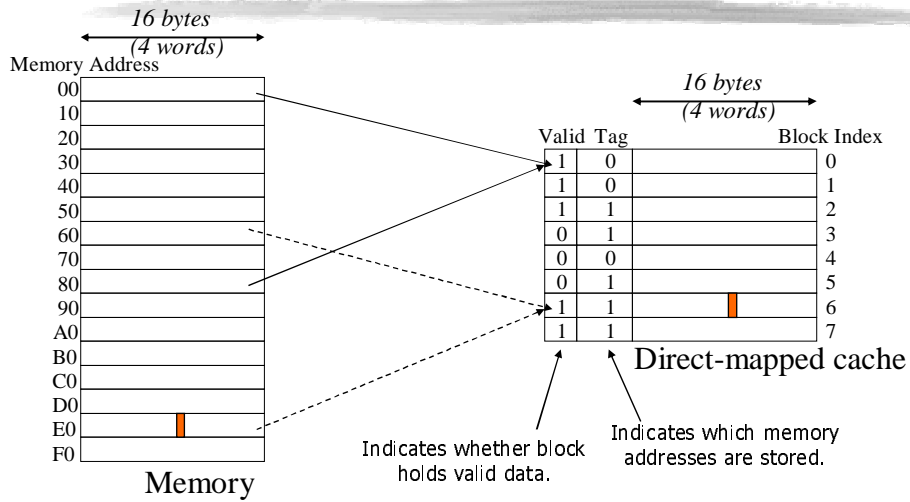 16 bytes
(4 words)
Memory Address
00
10
20
30
40
50
60
70
80
90
A0
B0
C0
D0
E0
F0
Memory
16 bytes
(4 words)
Valid Tag Block Index
1 0 0
1 0 1
1 1 2
0 1 3
0 0 4
0 1 5
1 1 6
1 1 7
Direct-mapped cache
Indicates whether block
holds valid data.
Indicates which memory
addresses are stored.